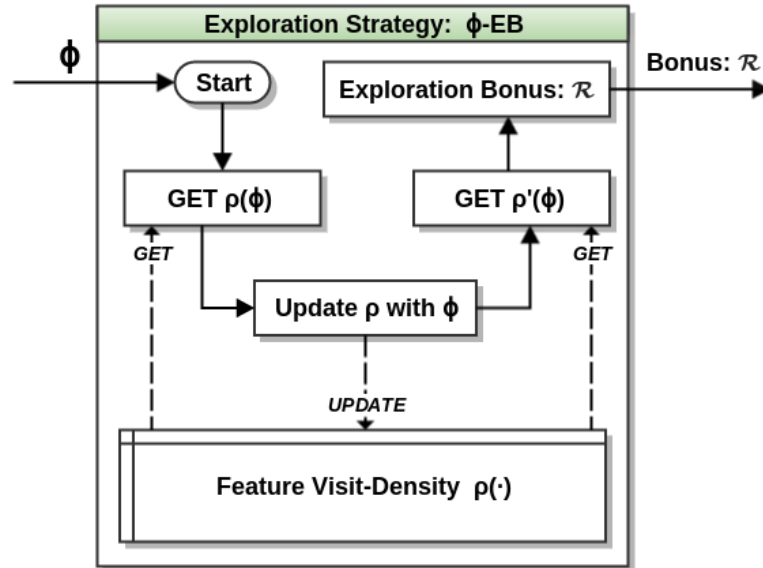 Exploration Strategy: ϕ-EB
ϕ
Start
Exploration Bonus: ℛ
Bonus: ℛ
GET ρ(ϕ)
GET ρ'(ϕ)
GET
GET
Update ρ with ϕ
UPDATE
Feature Visit-Density ρ(·)